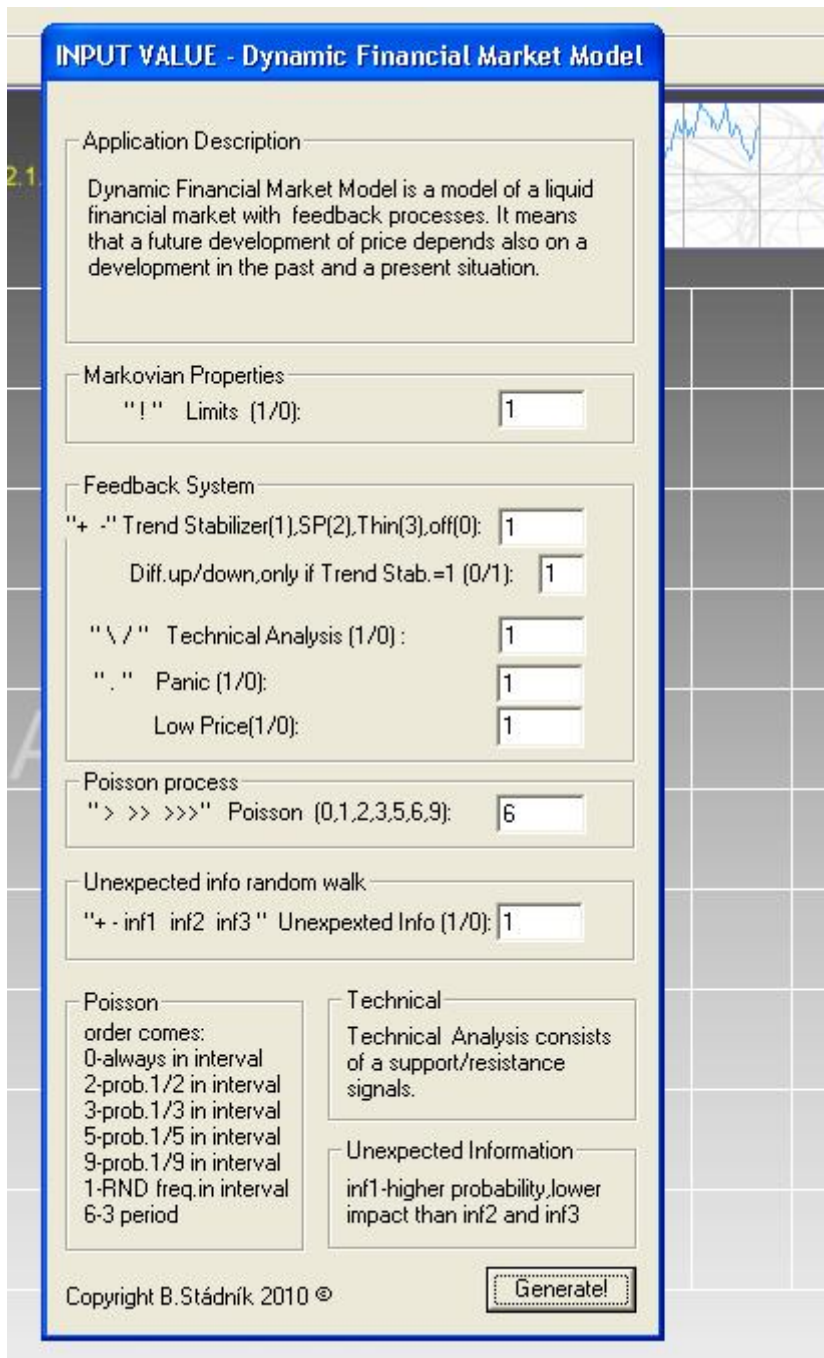 INPUT VALUE - Dynamic Financial Market Model
2.1.
Application Description
Dynamic Financial Market Model is a model of a liquid
financial market with feedback processes. It means
that a future development of price depends also on a
development in the past and a present situation.
Markovian Properties
"!" Limits (1/0): 1
Feedback System
"+ -" Trend Stabilizer(1),SP(2),Thin(3),off(0): 1
Diff.up/down,only if Trend Stab.=1 (0/1): 1
"\/" Technical Analysis (1/0) : 1
"." Panic (1/0): 1
Low Price(1/0): 1
A
Poisson process
"> >> >>>" Poisson (0,1,2,3,5,6,9): 6
Unexpected info random walk
"+ - inf1 inf2 inf3 " Unexpexted Info (1/0): 1
Poisson
order comes:
0-always in interval
2-prob.1/2 in interval
3-prob.1/3 in interval
5-prob.1/5 in interval
9-prob.1/9 in interval
1-RND freq.in interval
6-3 period
Technical
Technical Analysis consists
of a support/resistance
signals.
Unexpected Information
inf1-higher probability,lower
impact than inf2 and inf3
Copyright B.Stádník 2010 ©
Generate!